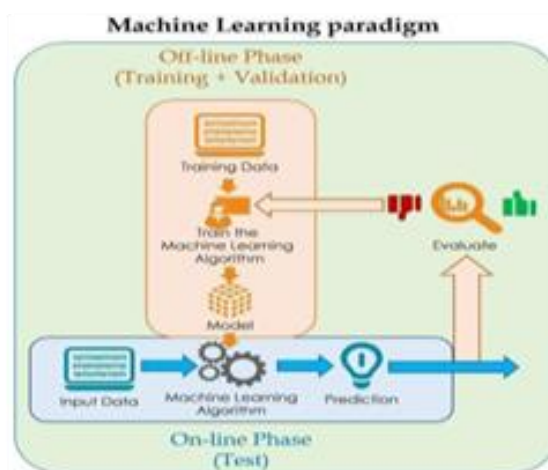 Machine Learning paradigm
Off-line Phase
(Training + Validation)
Training Data
Train the
Machine Learning
Algorithm
Evaluate
Model
Input Data
Machine Learning
Algorithm
Prediction
On-line Phase
(Test)